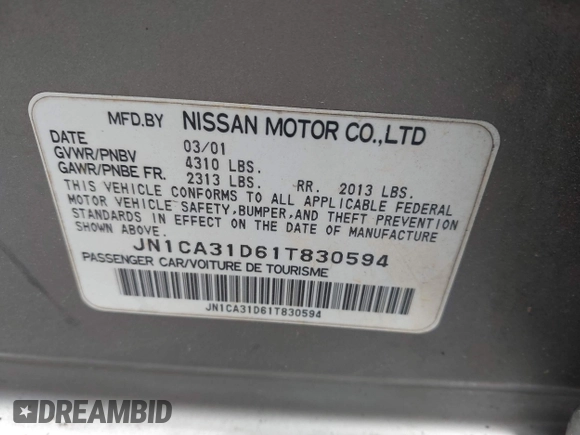 MFD.BY NISSAN MOTOR CO.,LTD
DATE 03/01
GVWR/PNBV 4310 LBS.
GAWR/PNBE FR. 2313 LBS. RR. 2013 LBS.
THIS VEHICLE CONFORMS TO ALL APPLICABLE FEDERAL
MOTOR VEHICLE SAFETY, BUMPER, AND THEFT PREVENTION
STANDARDS IN EFFECT ON THE DATE OF MANUFACTURE
SHOWN ABOVE.
JN1CA31D61T830594
PASSENGER CAR/VOITURE DE TOURISME
JN1CA31D61T830594
DREAMBID